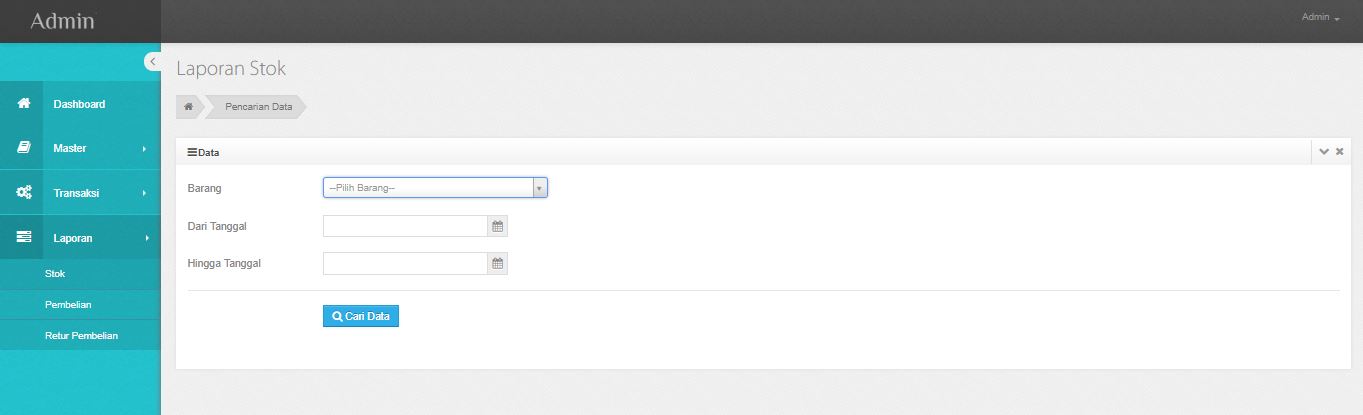 Admin
Admin
Laporan Stok
Pencarian Data
Dashboard
Master
Transaksi
Laporan
Stok
Pembelian
Retur Pembelian
Data
Barang
--Pilih Barang--
Dari Tanggal
Hingga Tanggal
Cari Data